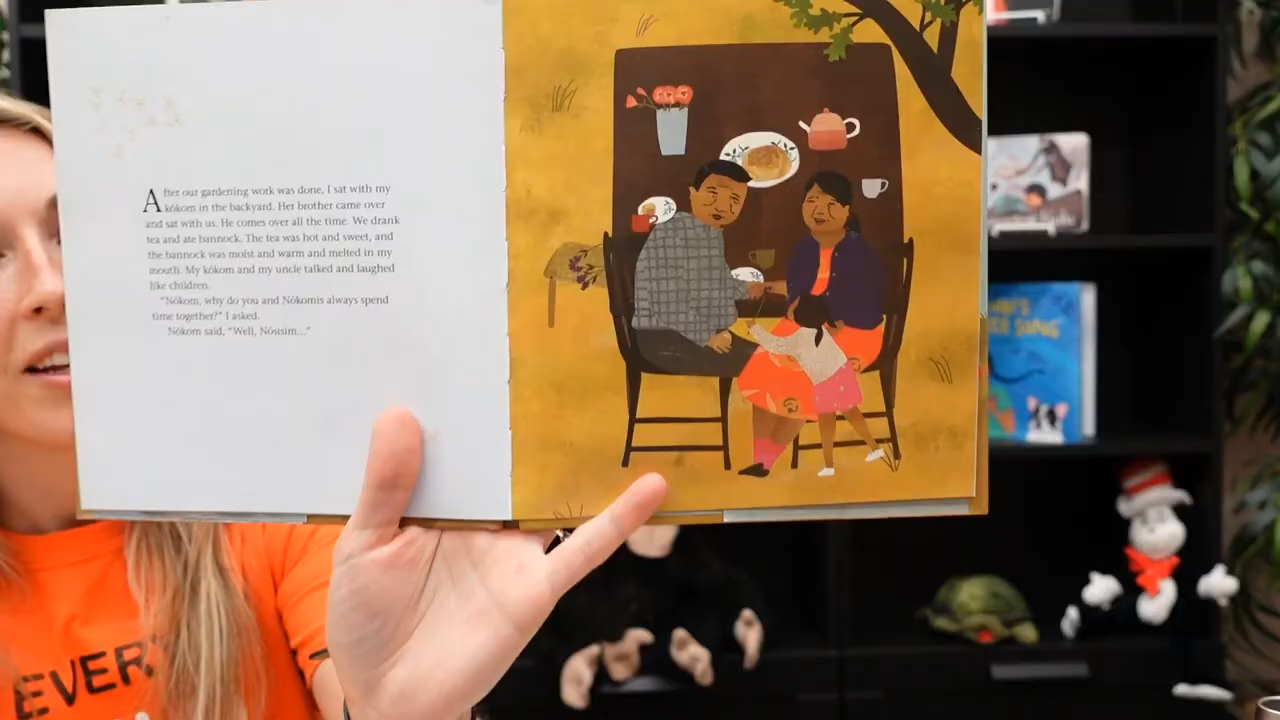 After our gardening work was done, I sat with my
kókom in the backyard. Her brother came over
and sat with us. He comes over all the time. We drank
tea and ate bannock. The tea was hot and sweet, and
the bannock was moist and warm and melted in my
mouth. My kókom and my uncle talked and laughed
like children.
"Nókom, why do you and Nókomis always spend
time together?" I asked.
Nókom said, "Well, Nósisim..."
EVERY
SONG